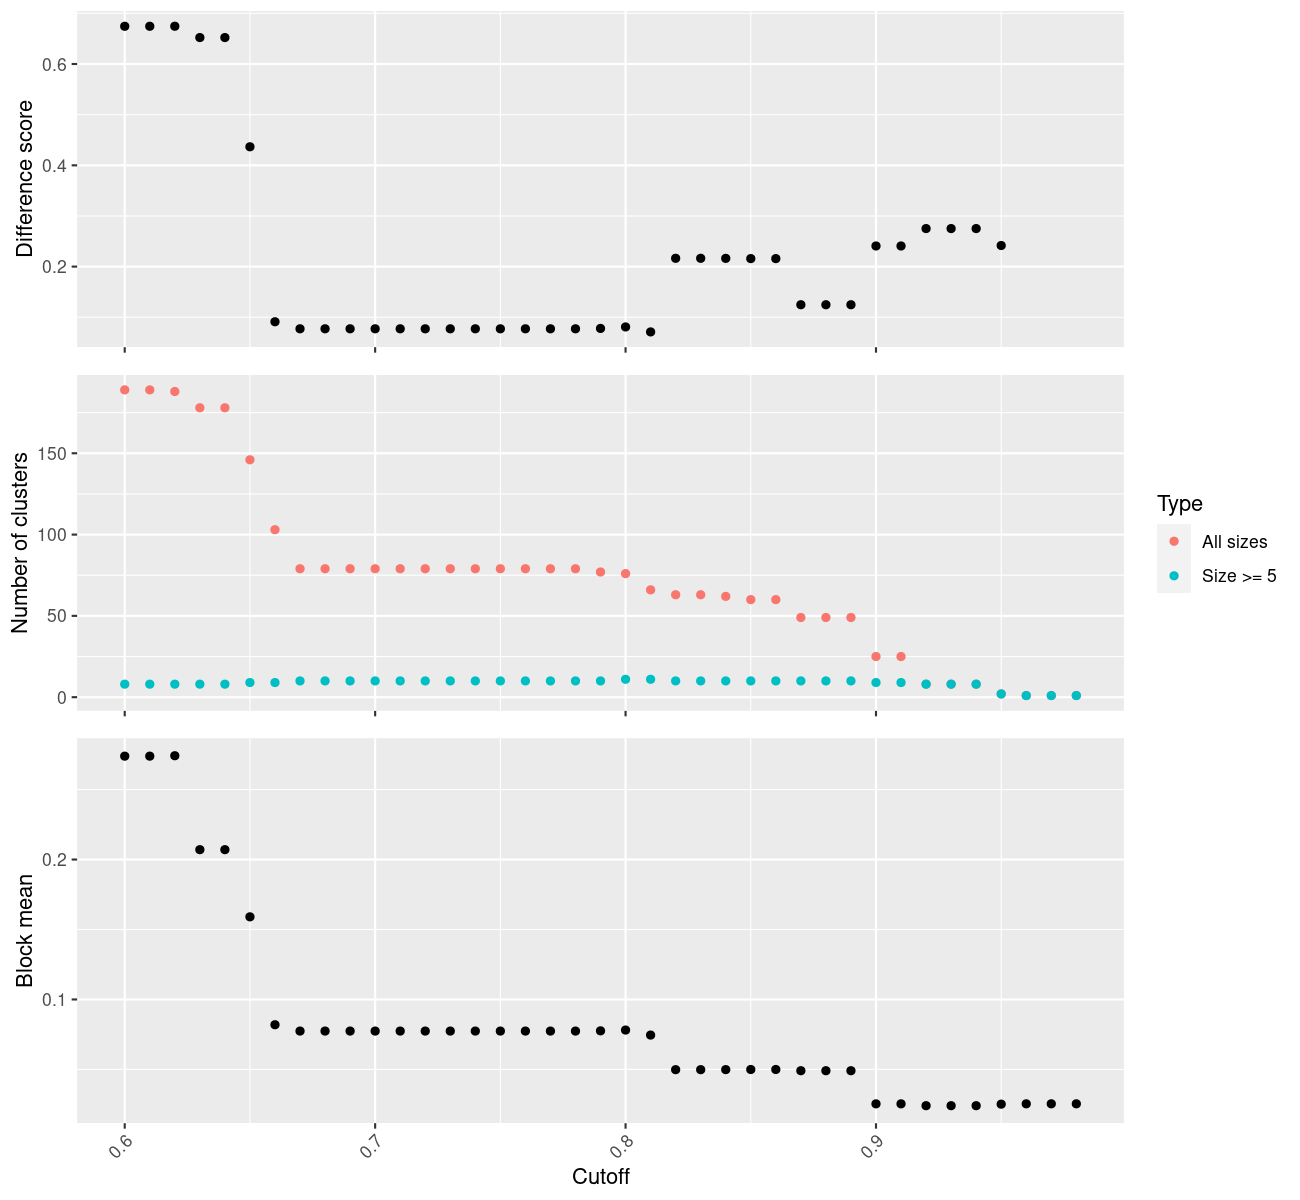 Difference score
0.6
0.4
0.2
Number of clusters
150
100
50
0
Type
All sizes
Size >= 5
Block mean
0.2
0.1
0.6
0.7
0.8
0.9
Cutoff